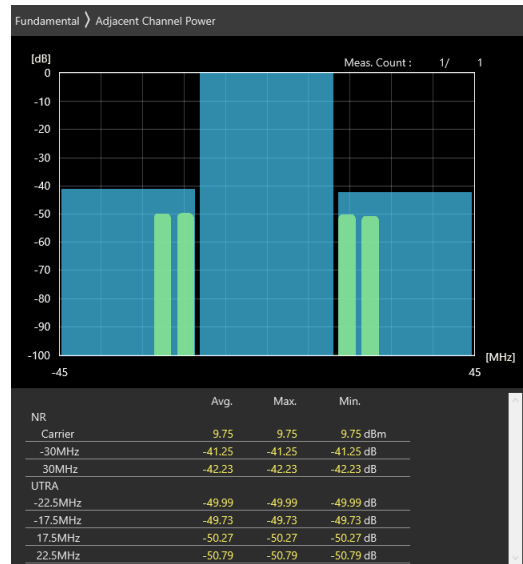 Fundamental 〉 Adjacent Channel Power
[dB]
Meas. Count : 1/ 1
0
-10
-20
-30
-40
-50
-60
-70
-80
-90
-100
[MHz]
-45 45
Avg. Max. Min.
NR
Carrier 9.75 9.75 9.75 dBm
-30MHz -41.25 -41.25 -41.25 dB
30MHz -42.23 -42.23 -42.23 dB
UTRA
-22.5MHz -49.99 -49.99 -49.99 dB
-17.5MHz -49.73 -49.73 -49.73 dB
17.5MHz -50.27 -50.27 -50.27 dB
22.5MHz -50.79 -50.79 -50.79 dB